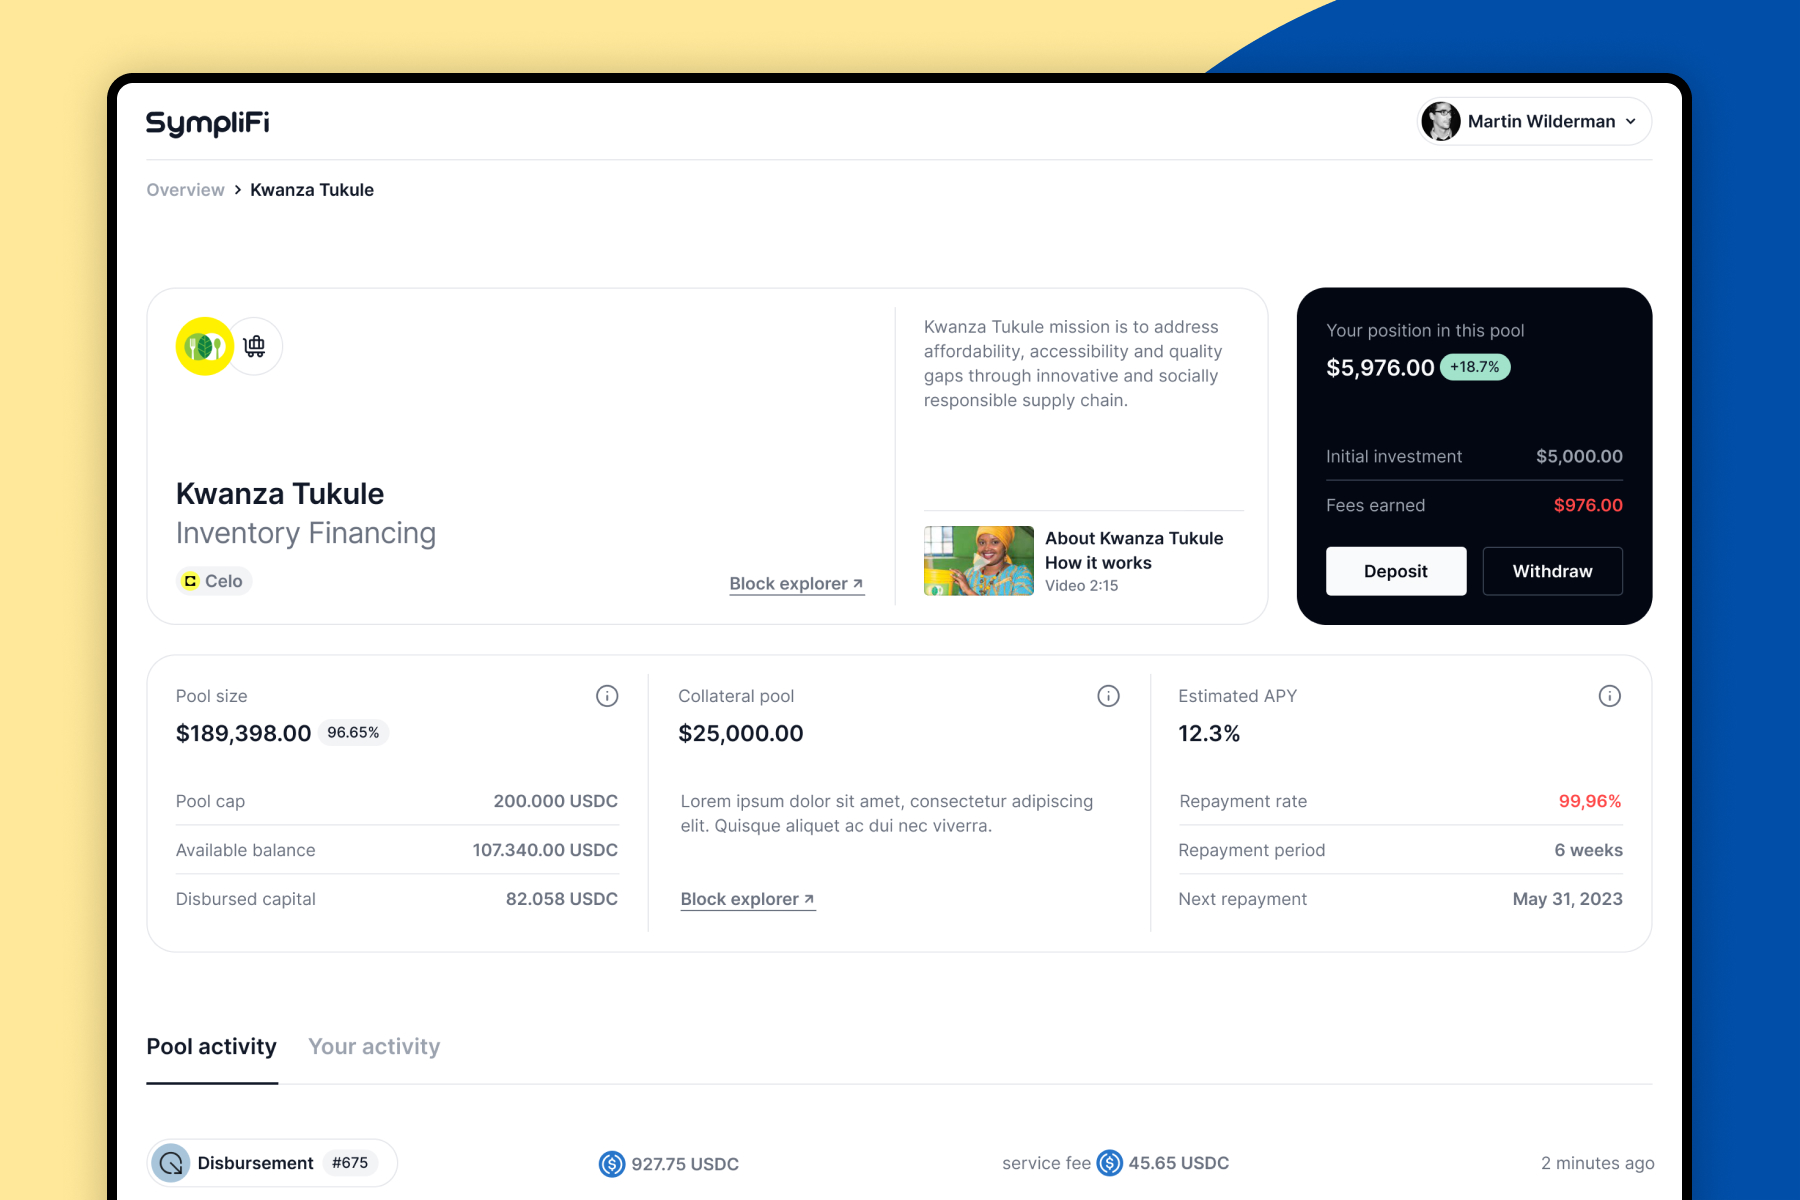 SympliFi
Martin Wilderman
Overview > Kwanza Tukule
Kwanza Tukule mission is to address
affordability, accessibility and quality
gaps through innovative and socially
responsible supply chain.
Kwanza Tukule
Inventory Financing
Celo
Block explorer ↗
About Kwanza Tukule
How it works
Video 2:15
Your position in this pool
$5,976.00 +18.7%
Initial investment $5,000.00
Fees earned $976.00
Deposit Withdraw
Pool size
$189,398.00 96.65%
Pool cap 200.000 USDC
Available balance 107.340.00 USDC
Disbursed capital 82.058 USDC
Collateral pool
$25,000.00
Lorem ipsum dolor sit amet, consectetur adipiscing
elit. Quisque aliquet ac dui nec viverra.
Block explorer ↗
Estimated APY
12.3%
Repayment rate 99,96%
Repayment period 6 weeks
Next repayment May 31, 2023
Pool activity Your activity
Disbursement #675 927.75 USDC service fee 45.65 USDC 2 minutes ago